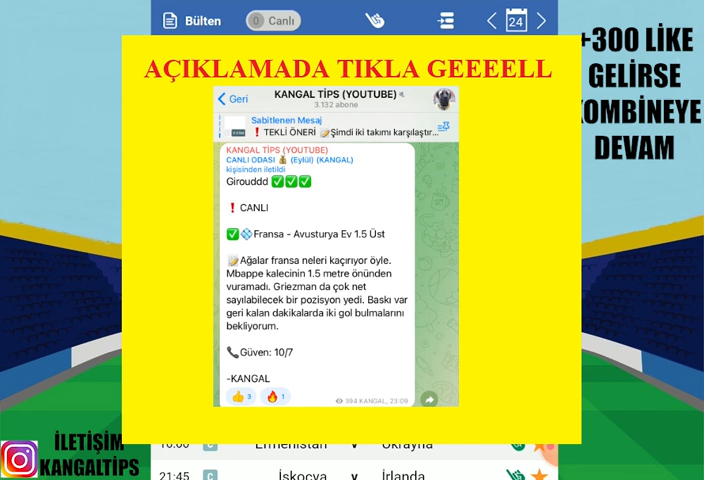 Bülten
0 Canlı
24
+300 LİKE
GELİRSE
KOMBİNEYE
DEVAM
AÇIKLAMADA TIKLA GEEEELL
Geri
KANGAL TİPS (YOUTUBE)
3.132 abone
Sabitlenen Mesaj
❗ TEKLİ ÖNERİ 📝Şimdi iki takımı karşılaştır...
KANGAL TİPS (YOUTUBE)
CANLI ODASI 💰 (Eylül) (KANGAL)
kişisinden iletildi
Girouddd ✅✅✅
❗ CANLI
✅💠Fransa - Avusturya Ev 1.5 Üst
📝Ağalar fransa neleri kaçırıyor öyle.
Mbappe kalecinin 1.5 metre önünden
vuramadı. Griezman da çok net
sayılabilecek bir pozisyon yedi. Baskı var
geri kalan dakikalarda iki gol bulmalarını
bekliyorum.
📞Güven: 10/7
-KANGAL
👍 3 🔥 1
394 KANGAL, 23:09
İLETİŞİM
KANGALTİPS
C Ermenistan v Ukrayna
21:45 C İskoçya v İrlanda